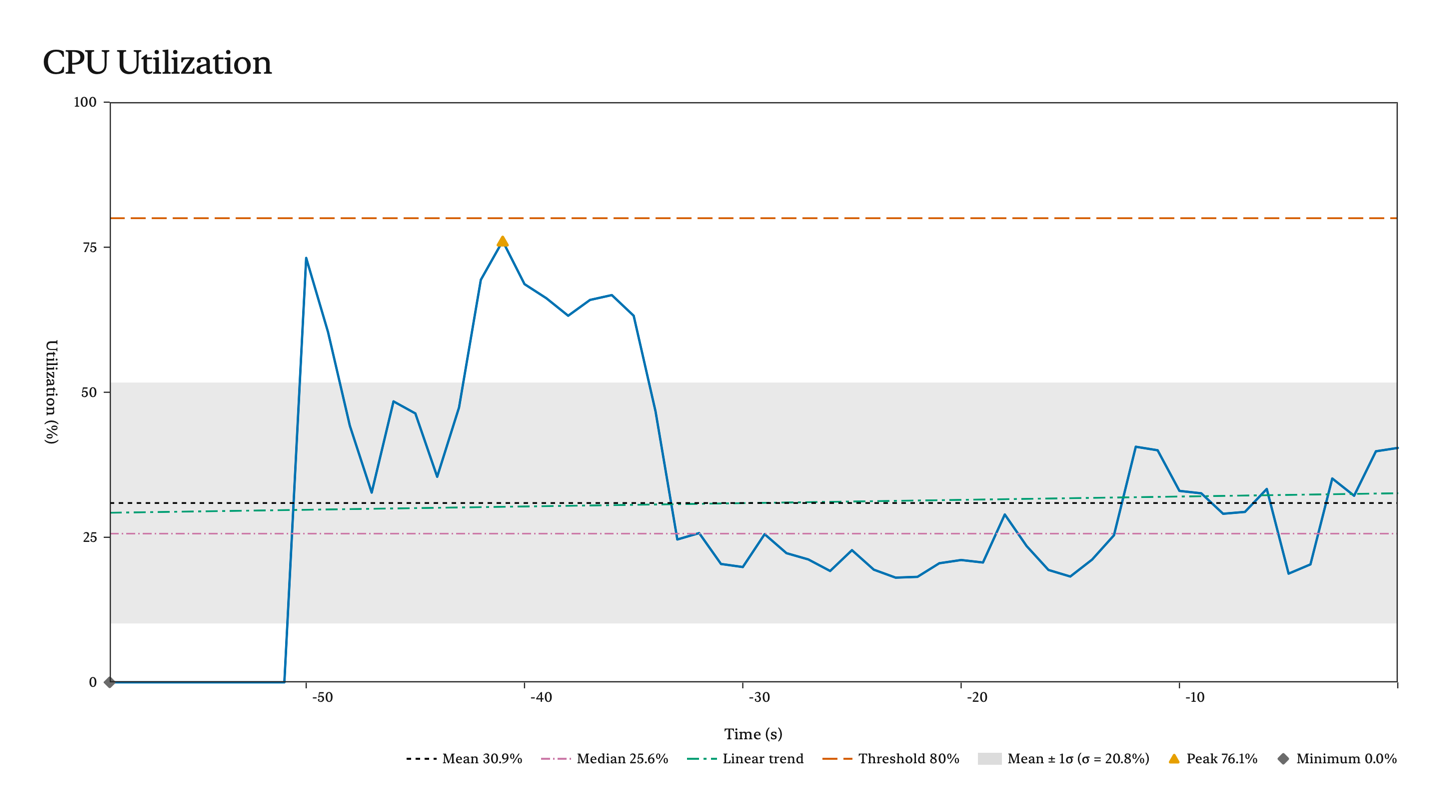 CPU Utilization
100
75
50
25
0
Utilization (%)
-50 -40 -30 -20 -10
Time (s)
Mean 30.9% Median 25.6% Linear trend Threshold 80% Mean ± 1σ (σ = 20.8%) Peak 76.1% Minimum 0.0%